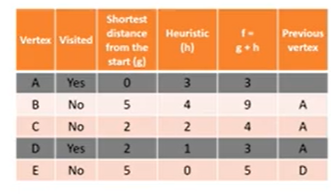 Vertex Visited Shortest distance from the start (g) Heuristic (h) f = g + h Previous vertex
A Yes 0 3 3
B No 5 4 9 A
C No 2 2 4 A
D Yes 2 1 3 A
E No 5 0 5 D